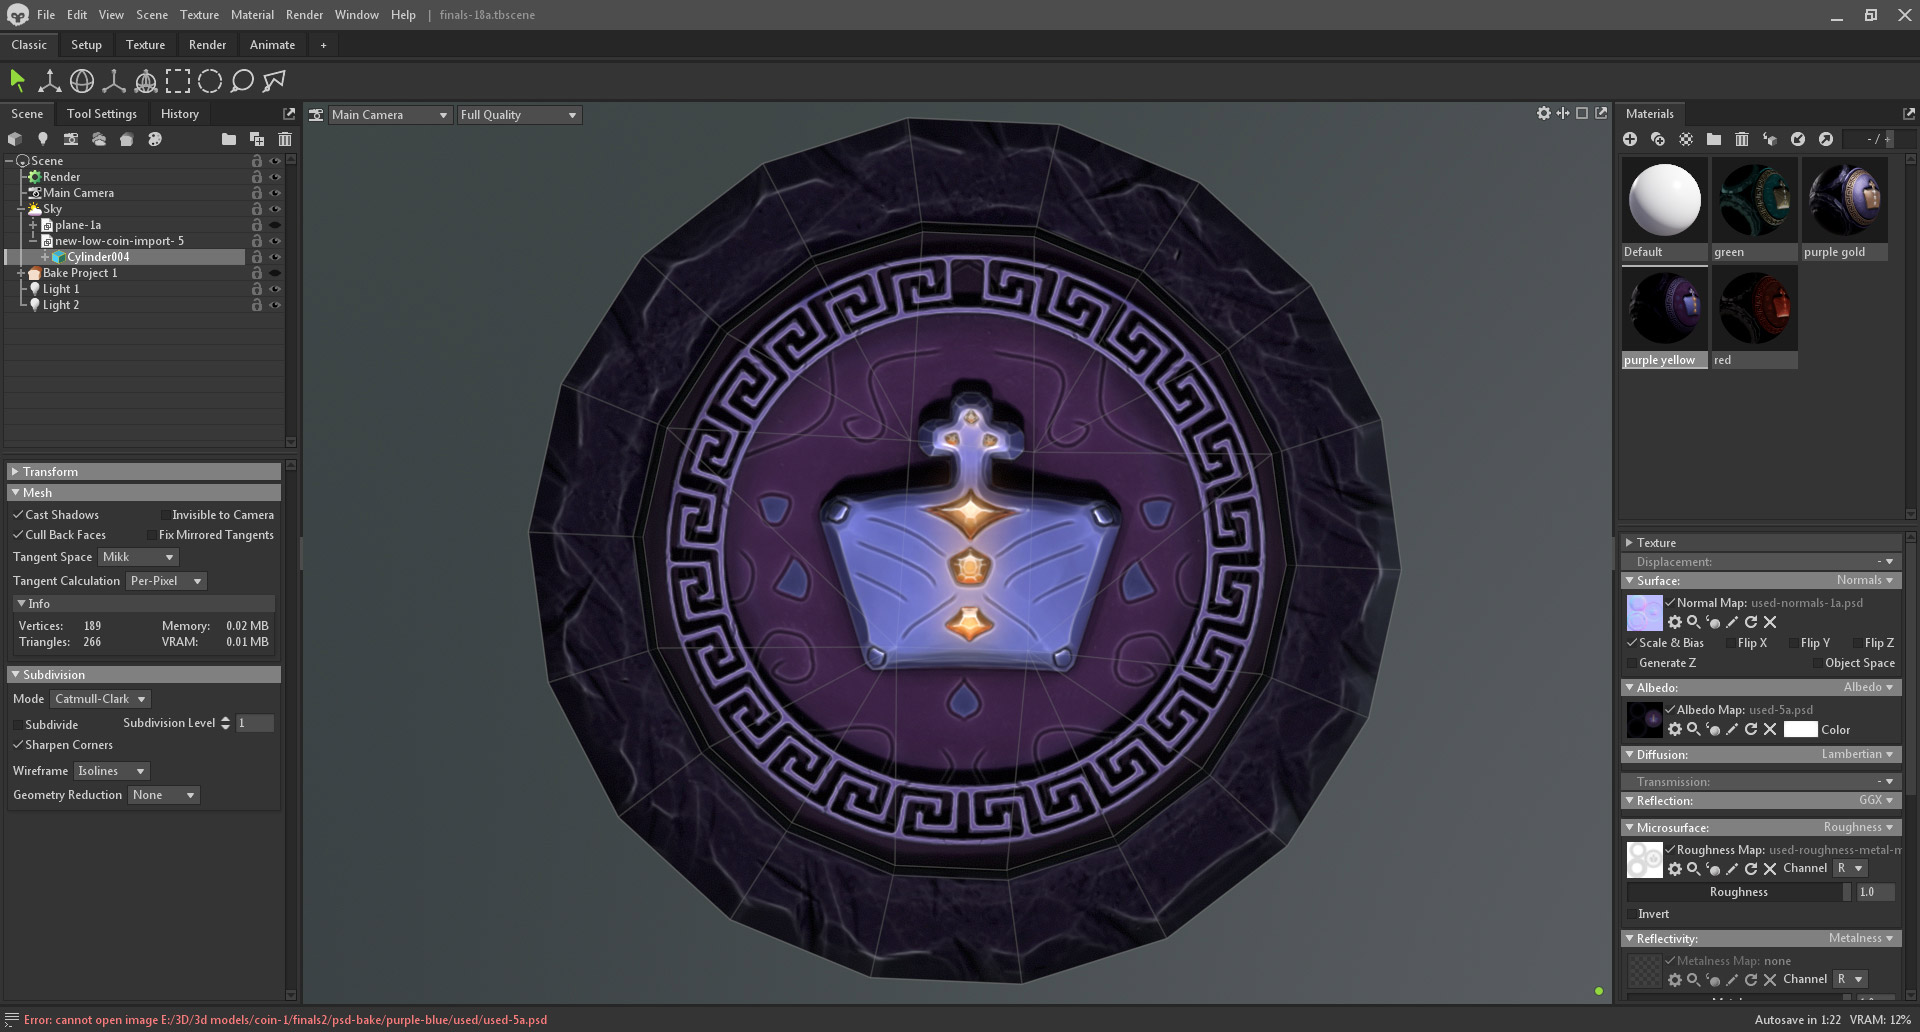 File Edit View Scene Texture Material Render Window Help | finals-18a.tbscene
Classic Setup Texture Render Animate +
Scene Tool Settings History
Main Camera Full Quality
Materials
- / +
Scene
Render
Main Camera
Sky
plane-1a
new-low-coin-import- 5
Cylinder004
Bake Project 1
Light 1
Light 2
Default green purple gold
purple yellow red
Transform
Mesh
Cast Shadows Invisible to Camera
Cull Back Faces Fix Mirrored Tangents
Tangent Space Mikk
Tangent Calculation Per-Pixel
Info
Vertices: 189 Memory: 0.02 MB
Triangles: 266 VRAM: 0.01 MB
Subdivision
Mode Catmull-Clark
Subdivide Subdivision Level 1
Sharpen Corners
Wireframe Isolines
Geometry Reduction None
Texture
Displacement: -
Surface: Normals
Normal Map: used-normals-1a.psd
Scale & Bias Flip X Flip Y Flip Z
Generate Z Object Space
Albedo: Albedo
Albedo Map: used-5a.psd
Color
Diffusion: Lambertian
Transmission: -
Reflection: GGX
Microsurface: Roughness
Roughness Map: used-roughness-metal-m
Channel R
Roughness 1.0
Invert
Reflectivity: Metalness
Metalness Map: none
Channel R
Error: cannot open image E:/3D/3d models/coin-1/finals2/psd-bake/purple-blue/used/used-5a.psd
Autosave in 1:22 VRAM: 12%